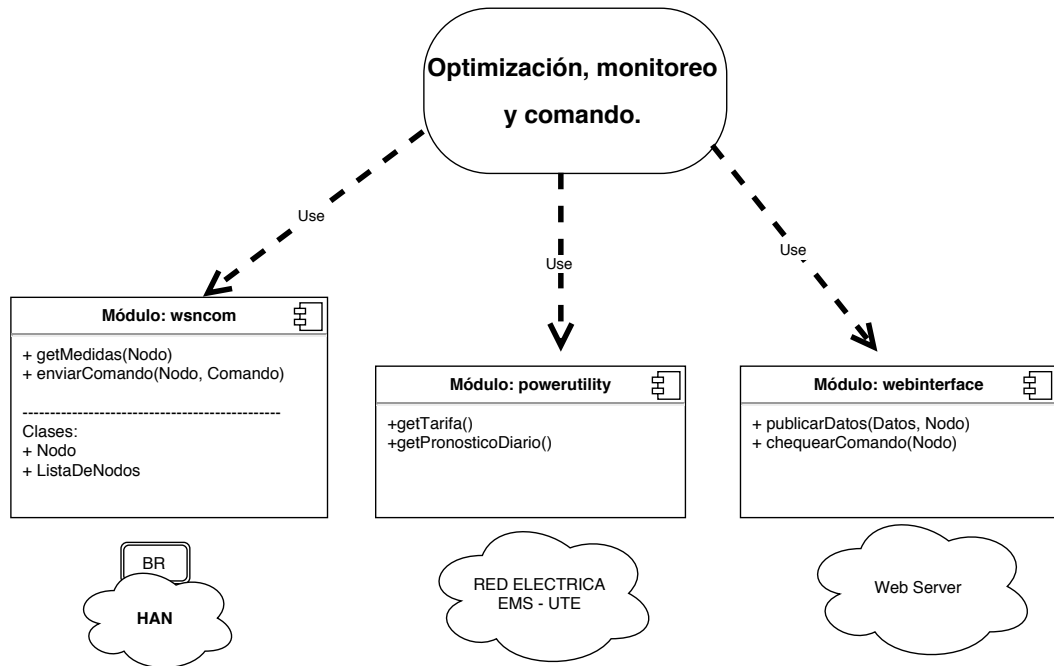 Optimización, monitoreo
y comando.
Use
Use
Use
Módulo: wsncom
+ getMedidas(Nodo)
+ enviarComando(Nodo, Comando)
-----------------------------------------------
Clases:
+ Nodo
+ ListaDeNodos
Módulo: powerutility
+getTarifa()
+getPronosticoDiario()
Módulo: webinterface
+ publicarDatos(Datos, Nodo)
+ chequearComando(Nodo)
BR
HAN
RED ELECTRICA
EMS - UTE
Web Server